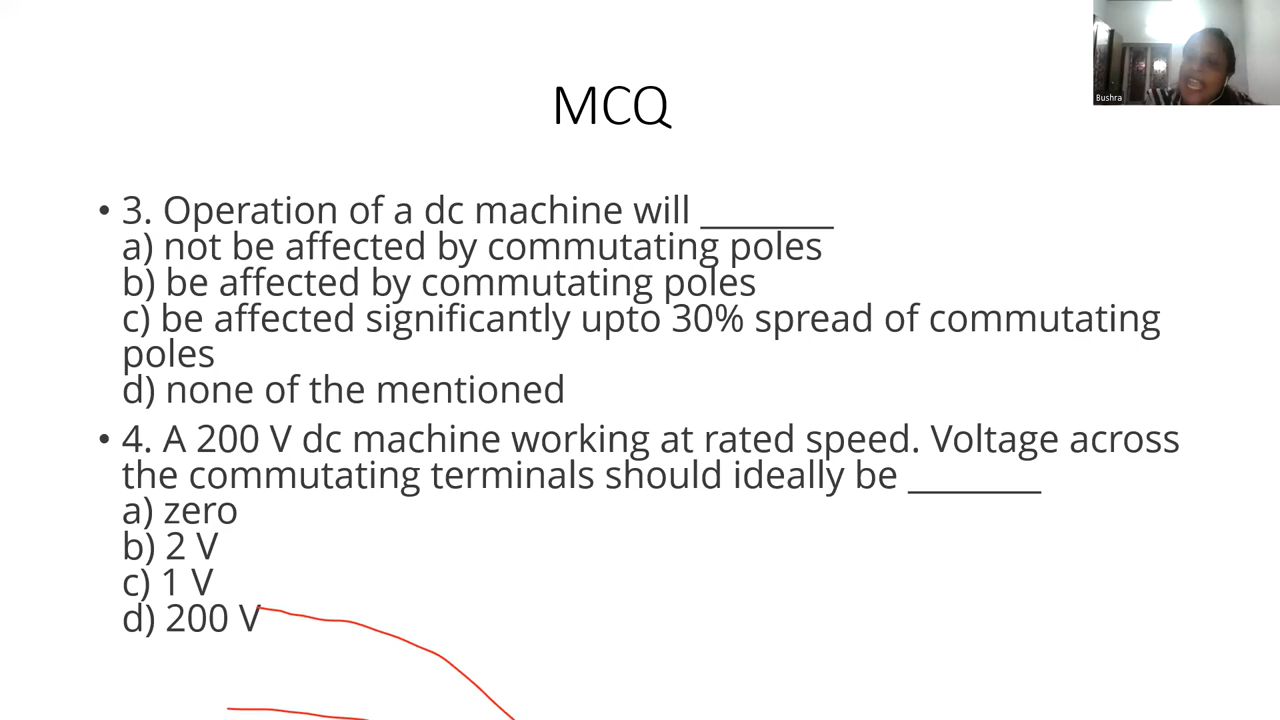 Bushra
MCQ
• 3. Operation of a dc machine will _______
a) not be affected by commutating poles
b) be affected by commutating poles
c) be affected significantly upto 30% spread of commutating
poles
d) none of the mentioned
• 4. A 200 V dc machine working at rated speed. Voltage across
the commutating terminals should ideally be _______
a) zero
b) 2 V
c) 1 V
d) 200 V